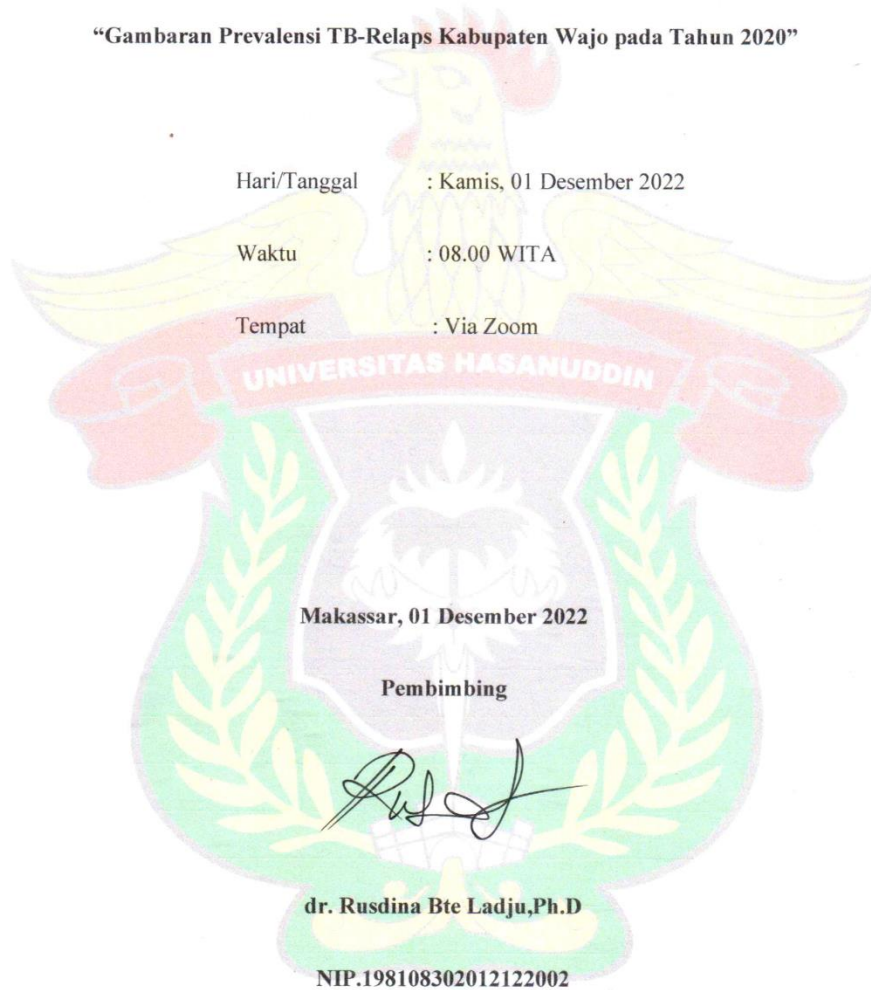 “Gambaran Prevalensi TB-Relaps Kabupaten Wajo pada Tahun 2020”
Hari/Tanggal : Kamis, 01 Desember 2022
Waktu : 08.00 WITA
Tempat : Via Zoom
UNIVERSITAS HASANUDDIN
Makassar, 01 Desember 2022
Pembimbing
dr. Rusdina Bte Ladju,Ph.D
NIP.198108302012122002